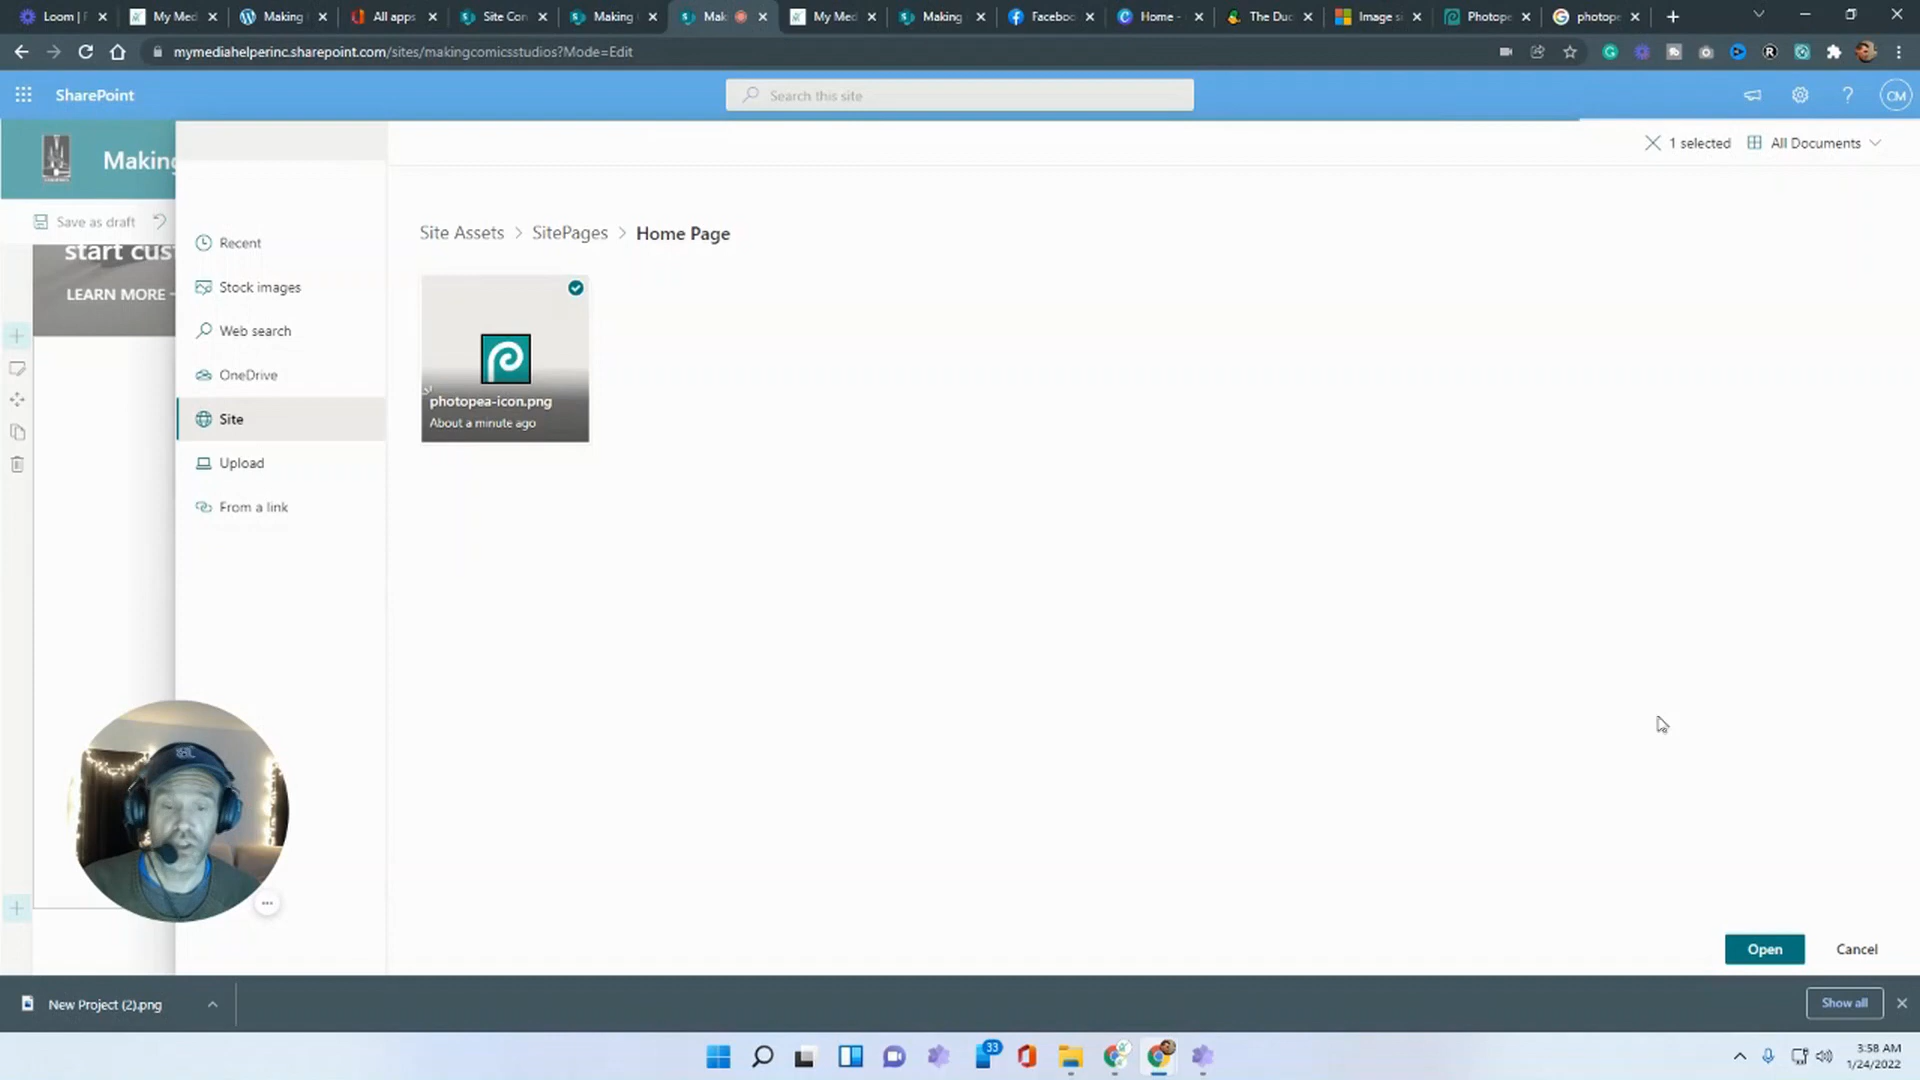 Loom | F
My Med
Making
All apps
Site Con
Making
Mak
My Med
Making
Faceboo
Home -
The Duc
Image si
Photope
photope
mymediahelperinc.sharepoint.com/sites/makingcomicsstudios?Mode=Edit
SharePoint
Search this site
CM
Making
1 selected
All Documents
Save as draft
start cus
LEARN MORE
Recent
Stock images
Web search
OneDrive
Site
Upload
From a link
Site Assets > SitePages > Home Page
photopea-icon.png
About a minute ago
Open
Cancel
New Project (2).png
Show all
33
3:58 AM
1/24/2022